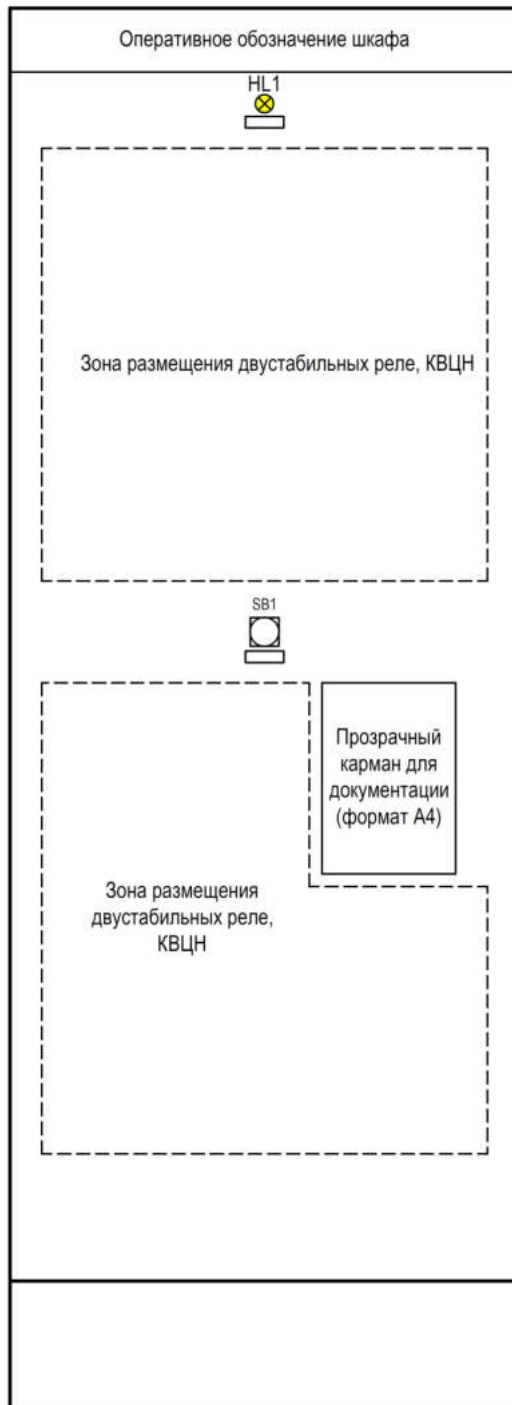 Оперативное обозначение шкафа
HL1
Зона размещения двустабильных реле, КВЦН
SB1
Прозрачный
карман для
документации
(формат А4)
Зона размещения
двустабильных реле,
КВЦН